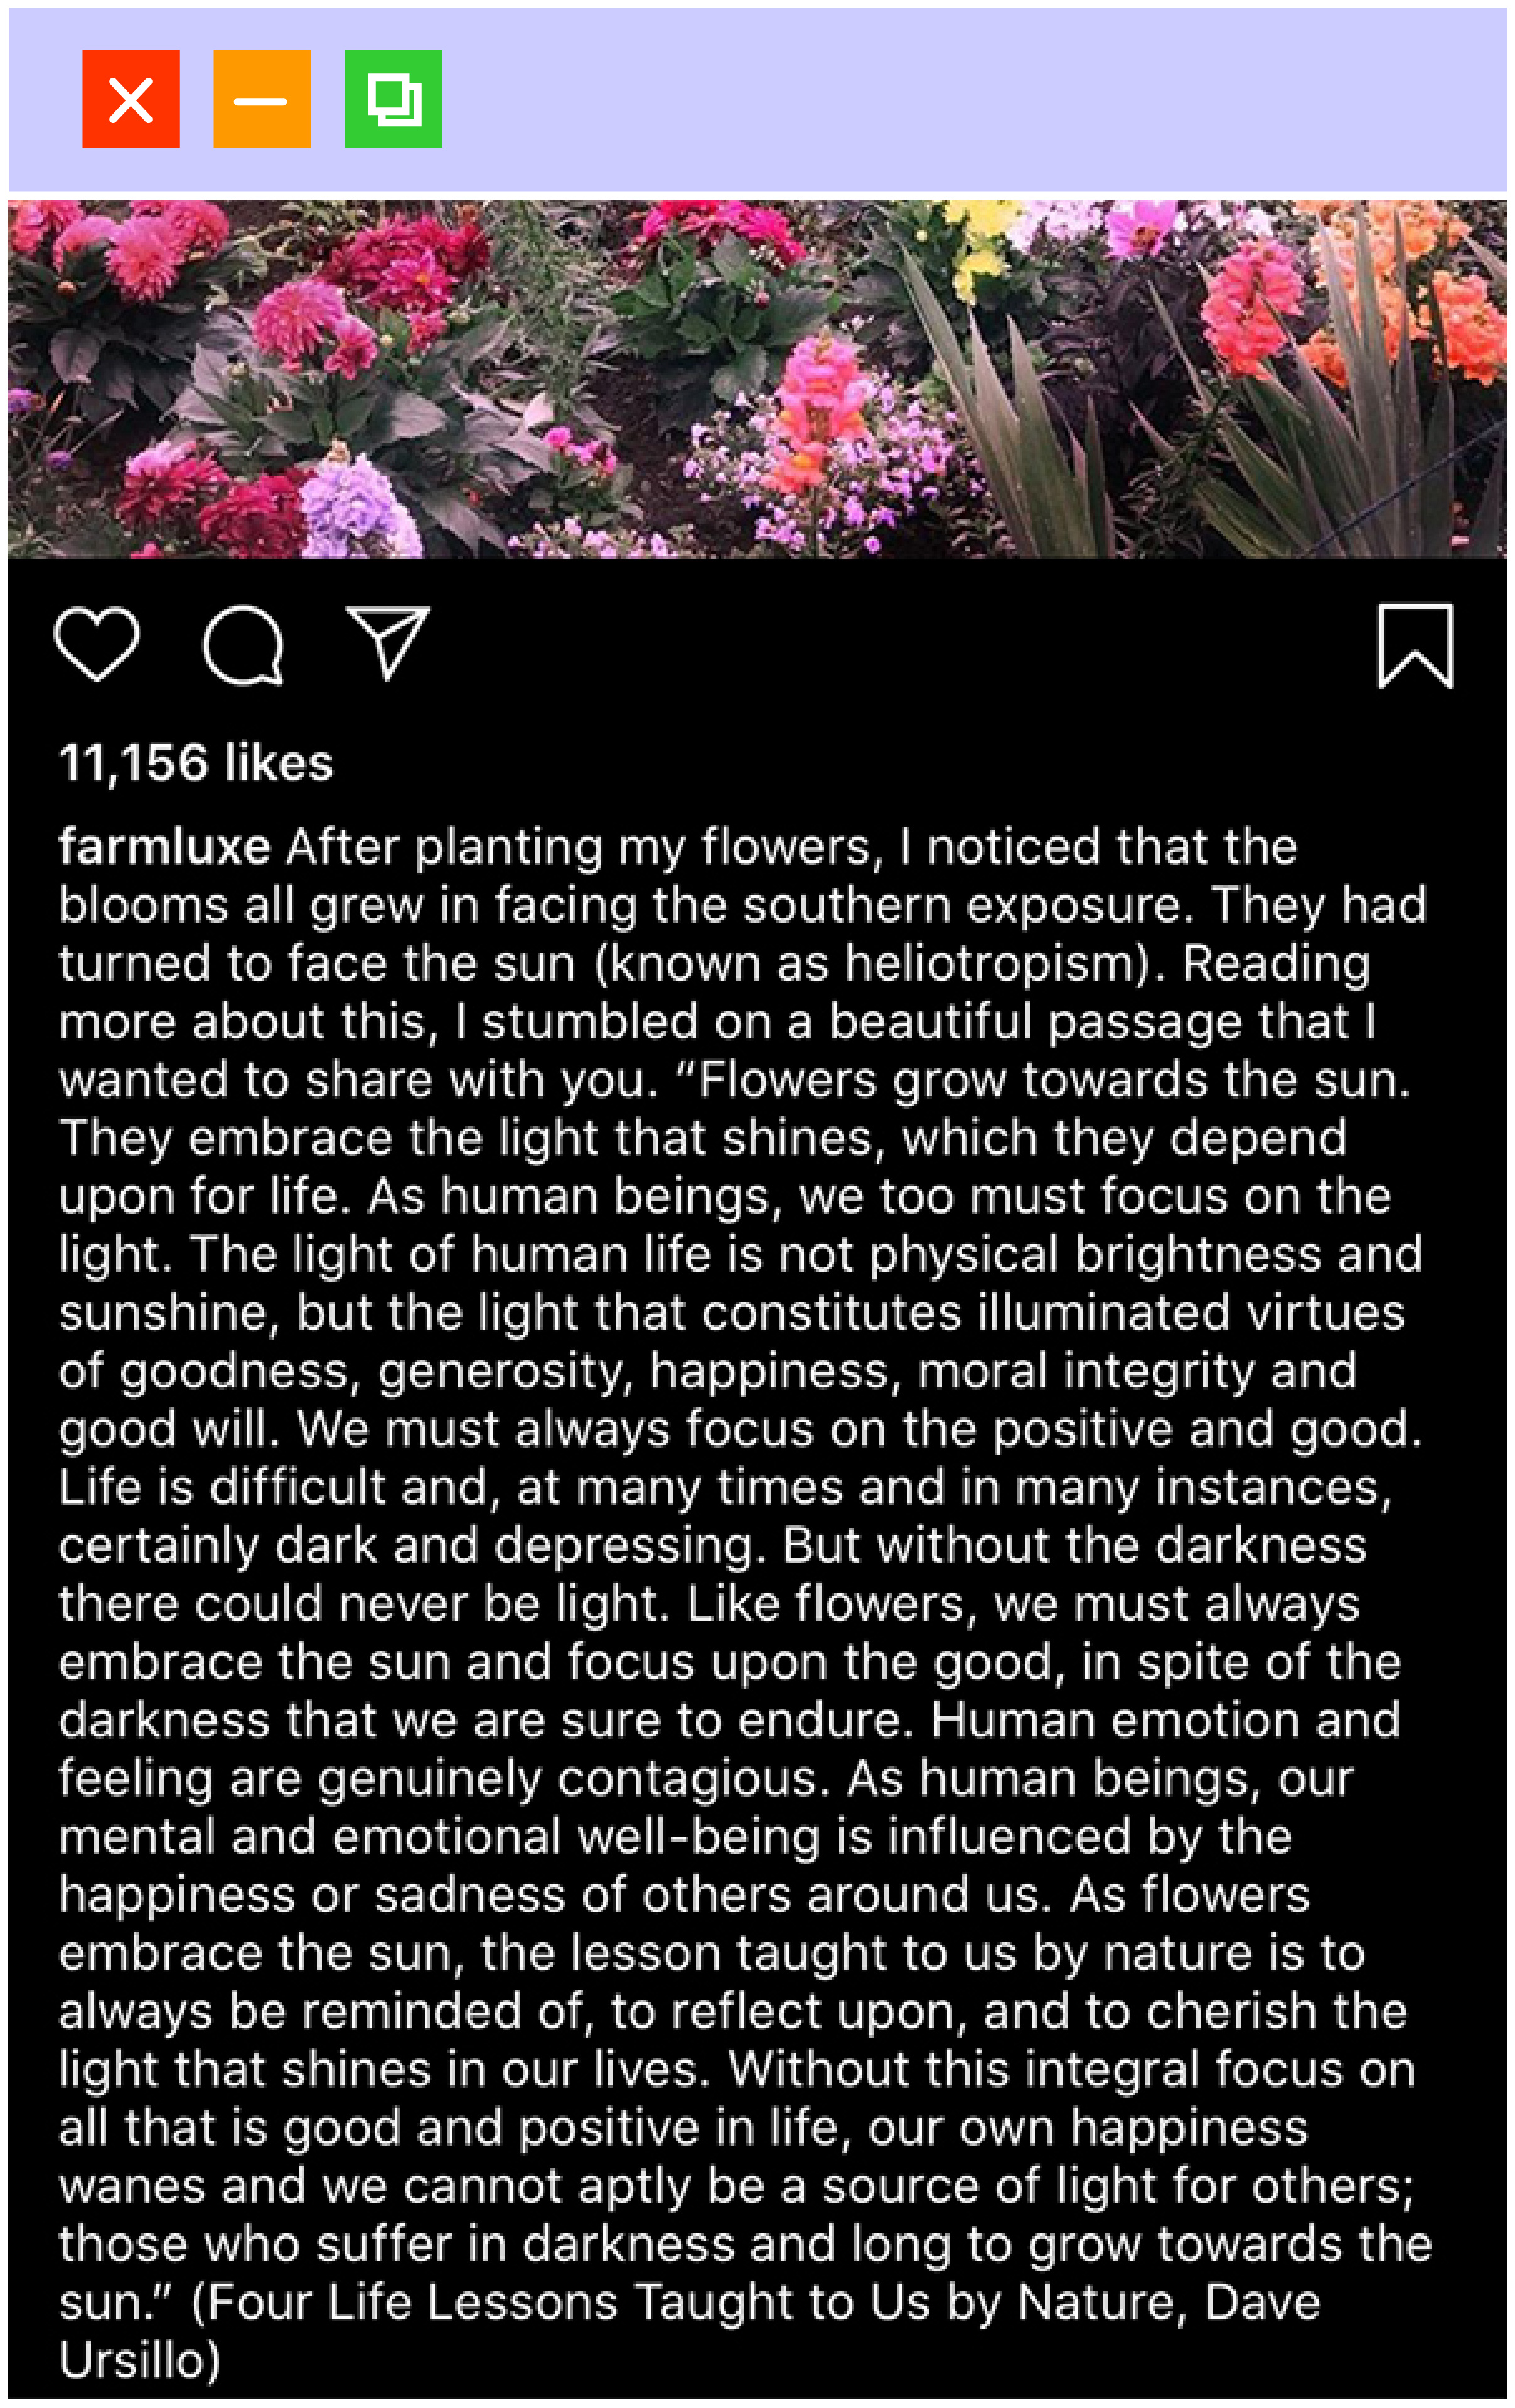 11,156 likes
farmluxe After planting my flowers, I noticed that the
blooms all grew in facing the southern exposure. They had
turned to face the sun (known as heliotropism). Reading
more about this, I stumbled on a beautiful passage that I
wanted to share with you. “Flowers grow towards the sun.
They embrace the light that shines, which they depend
upon for life. As human beings, we too must focus on the
light. The light of human life is not physical brightness and
sunshine, but the light that constitutes illuminated virtues
of goodness, generosity, happiness, moral integrity and
good will. We must always focus on the positive and good.
Life is difficult and, at many times and in many instances,
certainly dark and depressing. But without the darkness
there could never be light. Like flowers, we must always
embrace the sun and focus upon the good, in spite of the
darkness that we are sure to endure. Human emotion and
feeling are genuinely contagious. As human beings, our
mental and emotional well-being is influenced by the
happiness or sadness of others around us. As flowers
embrace the sun, the lesson taught to us by nature is to
always be reminded of, to reflect upon, and to cherish the
light that shines in our lives. Without this integral focus on
all that is good and positive in life, our own happiness
wanes and we cannot aptly be a source of light for others;
those who suffer in darkness and long to grow towards the
sun.” (Four Life Lessons Taught to Us by Nature, Dave
Ursillo)